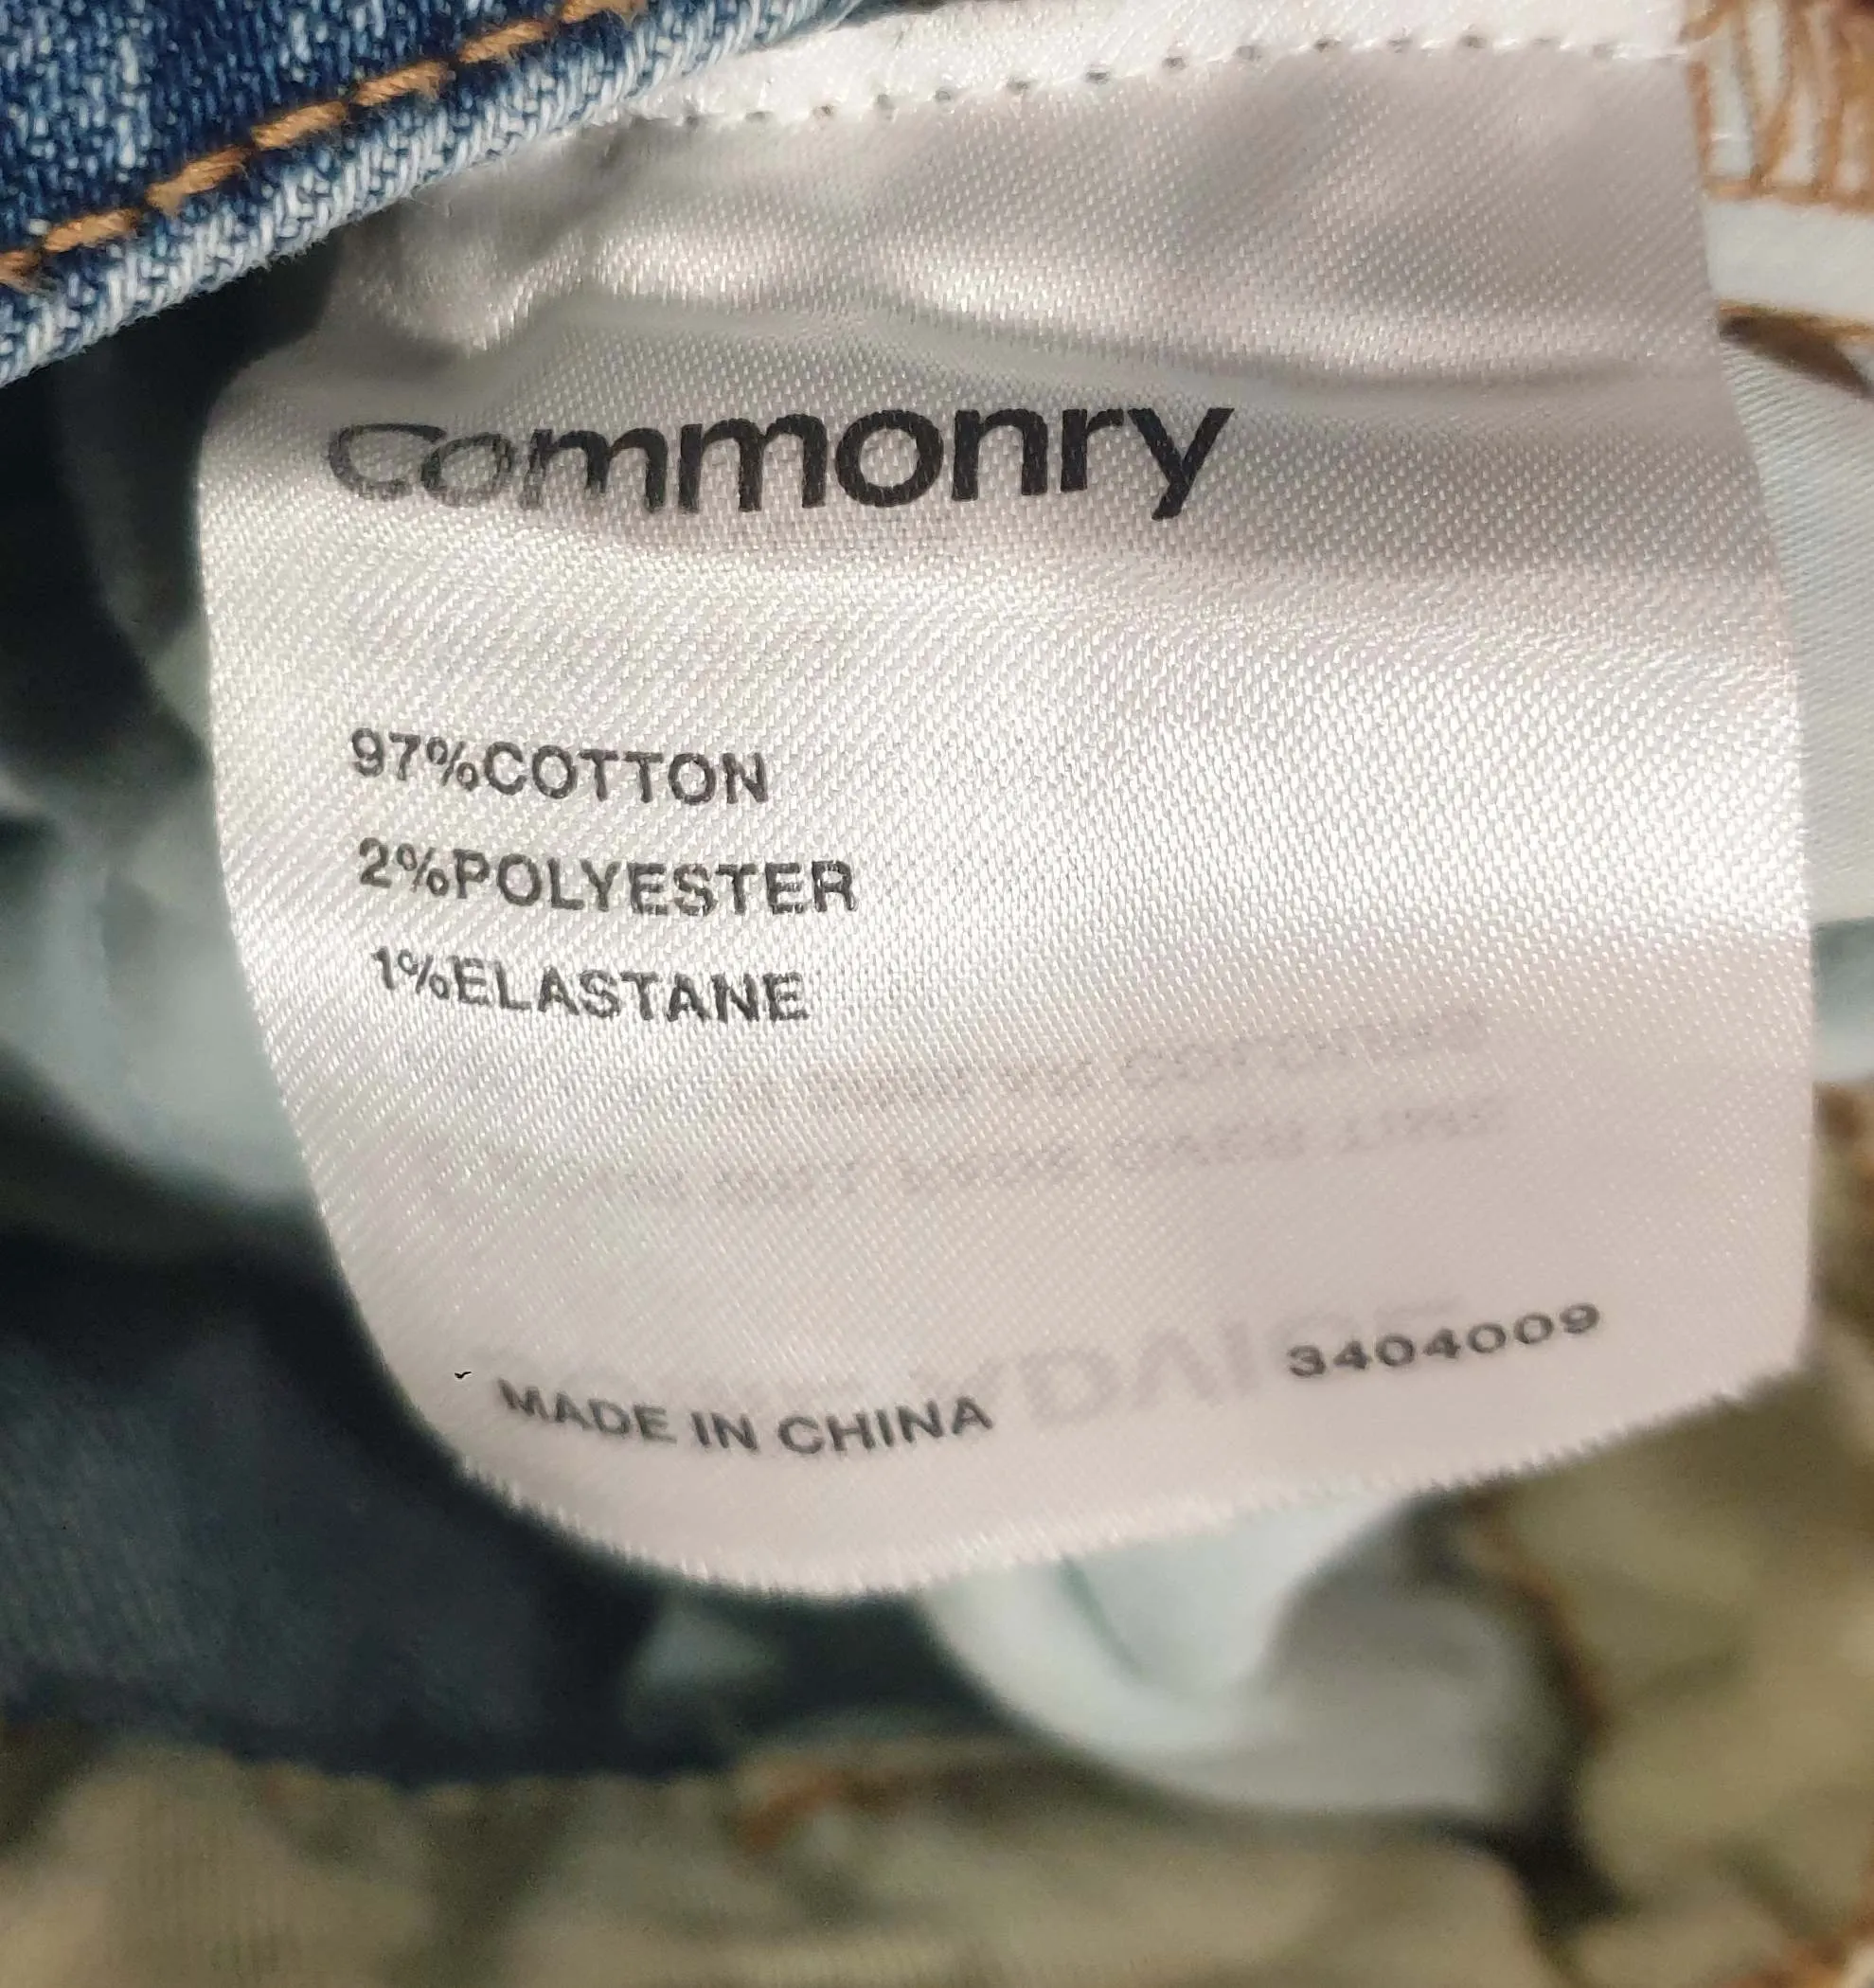 commonry
97%COTTON
2%POLYESTER
1%ELASTANE
MADE IN CHINA 3404009